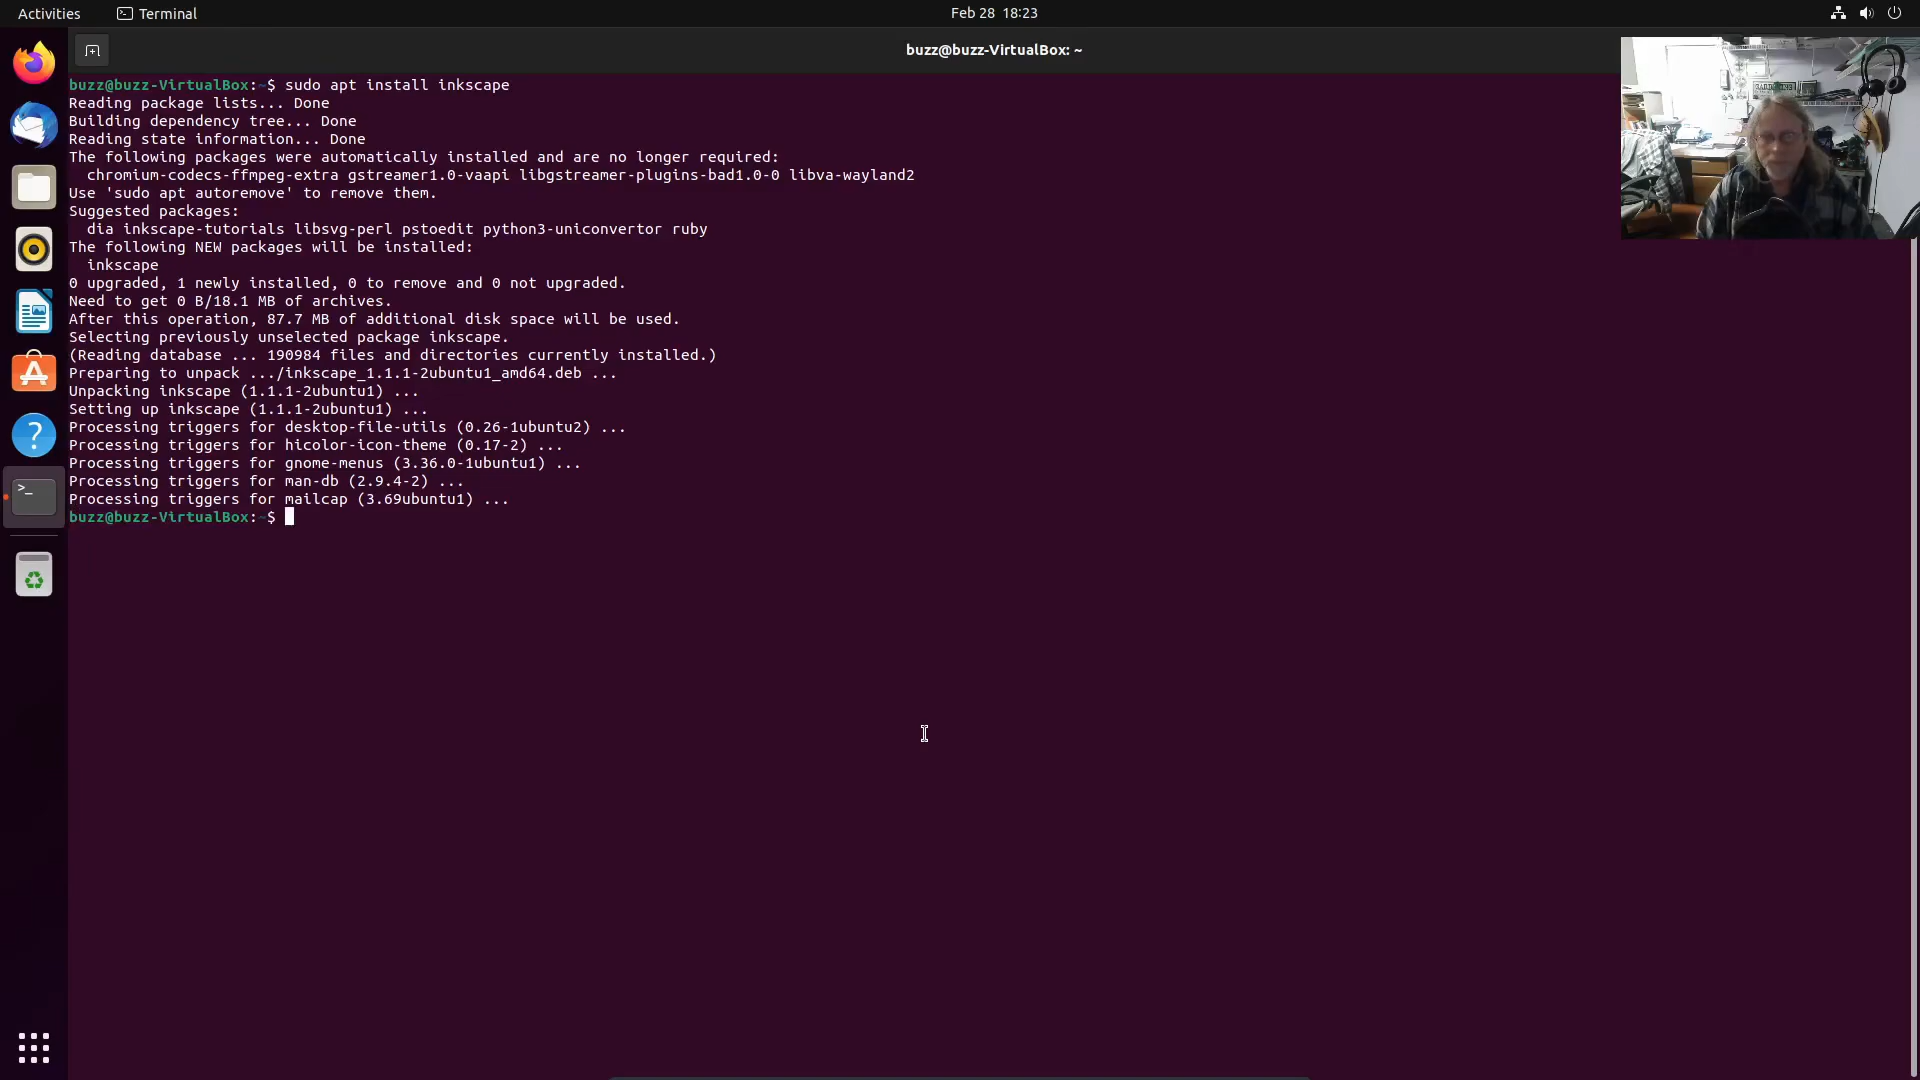 Activities
Terminal
Feb 28 18:23
buzz@buzz-VirtualBox: ~
buzz@buzz-VirtualBox:~$ sudo apt install inkscape
Reading package lists... Done
Building dependency tree... Done
Reading state information... Done
The following packages were automatically installed and are no longer required:
chromium-codecs-ffmpeg-extra gstreamer1.0-vaapi libgstreamer-plugins-bad1.0-0 libva-wayland2
Use 'sudo apt autoremove' to remove them.
Suggested packages:
dia inkscape-tutorials libsvg-perl pstoedit python3-uniconvertor ruby
The following NEW packages will be installed:
inkscape
0 upgraded, 1 newly installed, 0 to remove and 0 not upgraded.
Need to get 0 B/18.1 MB of archives.
After this operation, 87.7 MB of additional disk space will be used.
Selecting previously unselected package inkscape.
(Reading database ... 190984 files and directories currently installed.)
Preparing to unpack .../inkscape_1.1.1-2ubuntu1_amd64.deb ...
Unpacking inkscape (1.1.1-2ubuntu1) ...
Setting up inkscape (1.1.1-2ubuntu1) ...
Processing triggers for desktop-file-utils (0.26-1ubuntu2) ...
Processing triggers for hicolor-icon-theme (0.17-2) ...
Processing triggers for gnome-menus (3.36.0-1ubuntu1) ...
Processing triggers for man-db (2.9.4-2) ...
Processing triggers for mailcap (3.69ubuntu1) ...
buzz@buzz-VirtualBox:~$